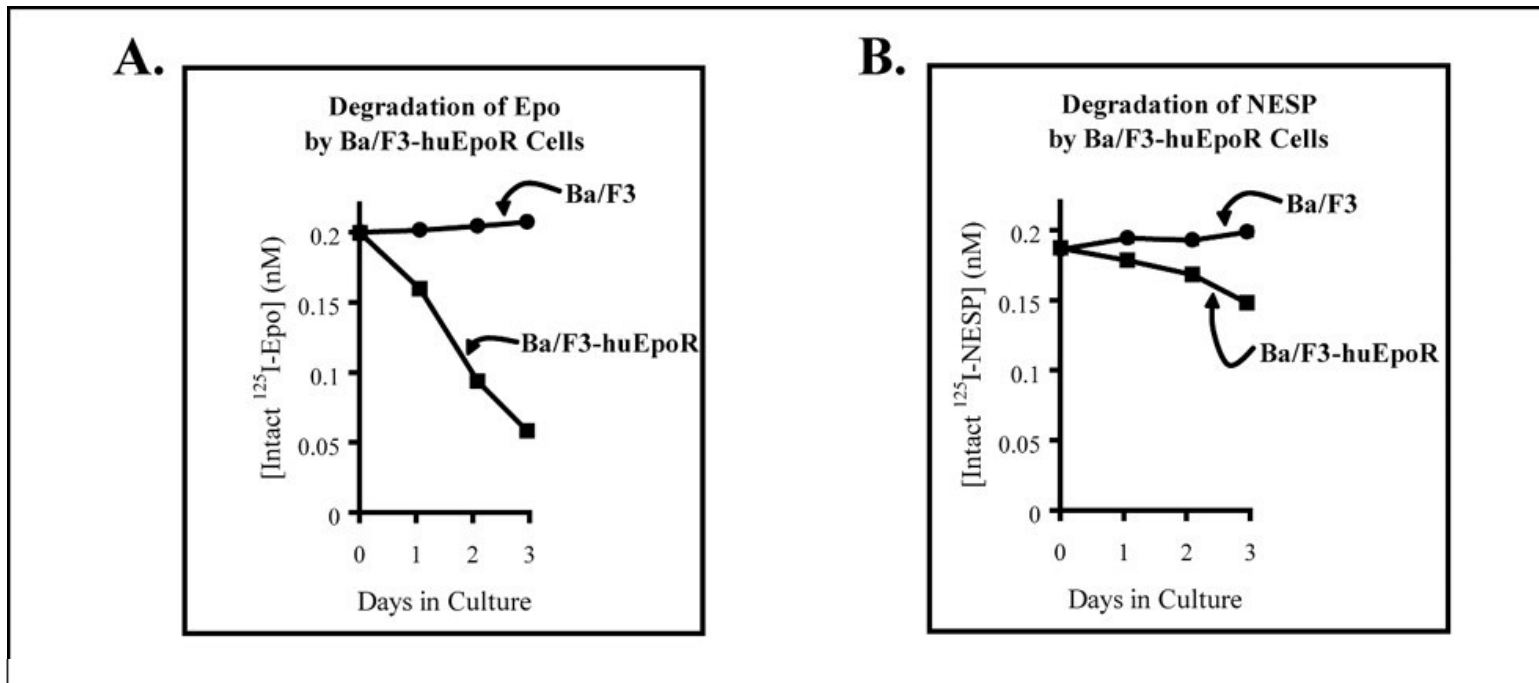 A.
Degradation of Epo
by Ba/F3-huEpoR Cells
Ba/F3
Ba/F3-huEpoR
[Intact ¹²⁵I-Epo] (nM)
0.2
0.15
0.1
0.05
0
0 1 2 3
Days in Culture
B.
Degradation of NESP
by Ba/F3-huEpoR Cells
Ba/F3
Ba/F3-huEpoR
[Intact ¹²⁵I-NESP] (nM)
0.2
0.15
0.1
0.05
0
0 1 2 3
Days in Culture